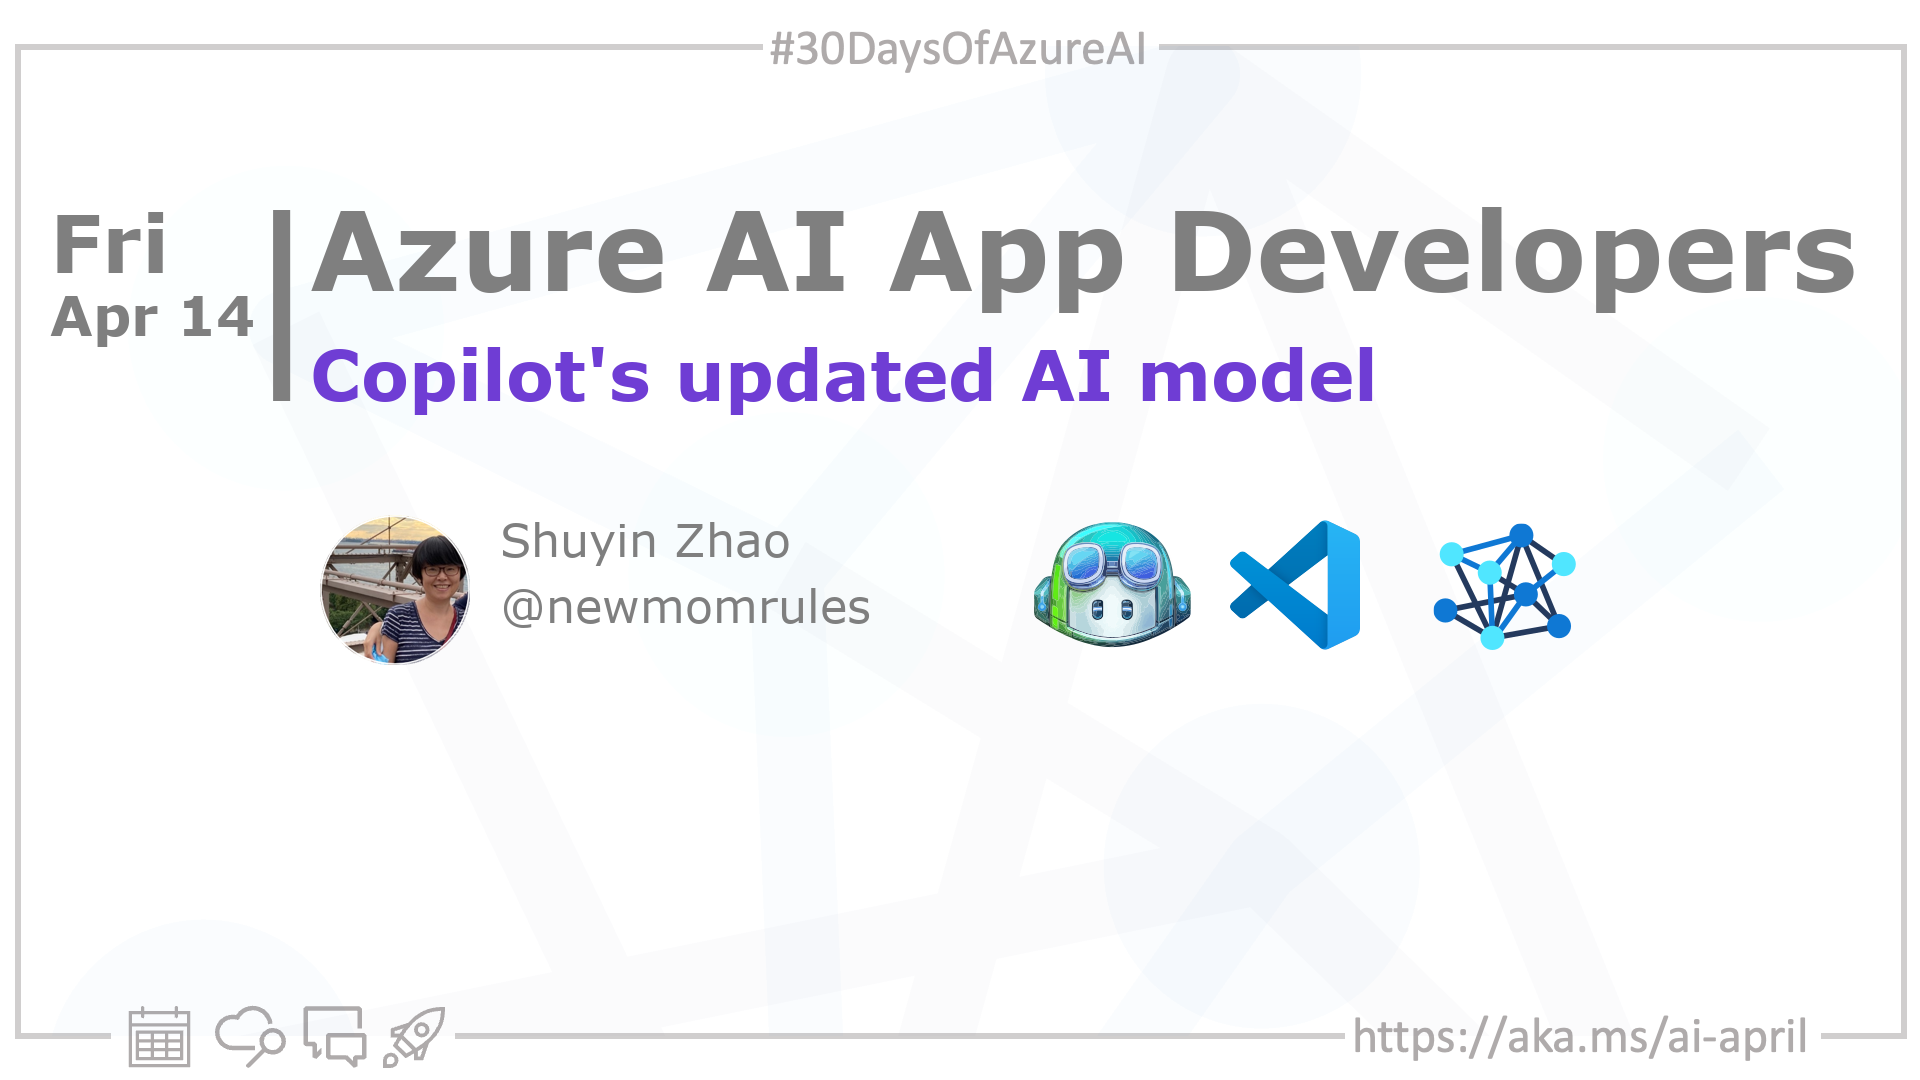 #30DaysOfAzureAI
Fri
Apr 14
Azure AI App Developers
Copilot's updated AI model
Shuyin Zhao
@newmomrules
https://aka.ms/ai-april